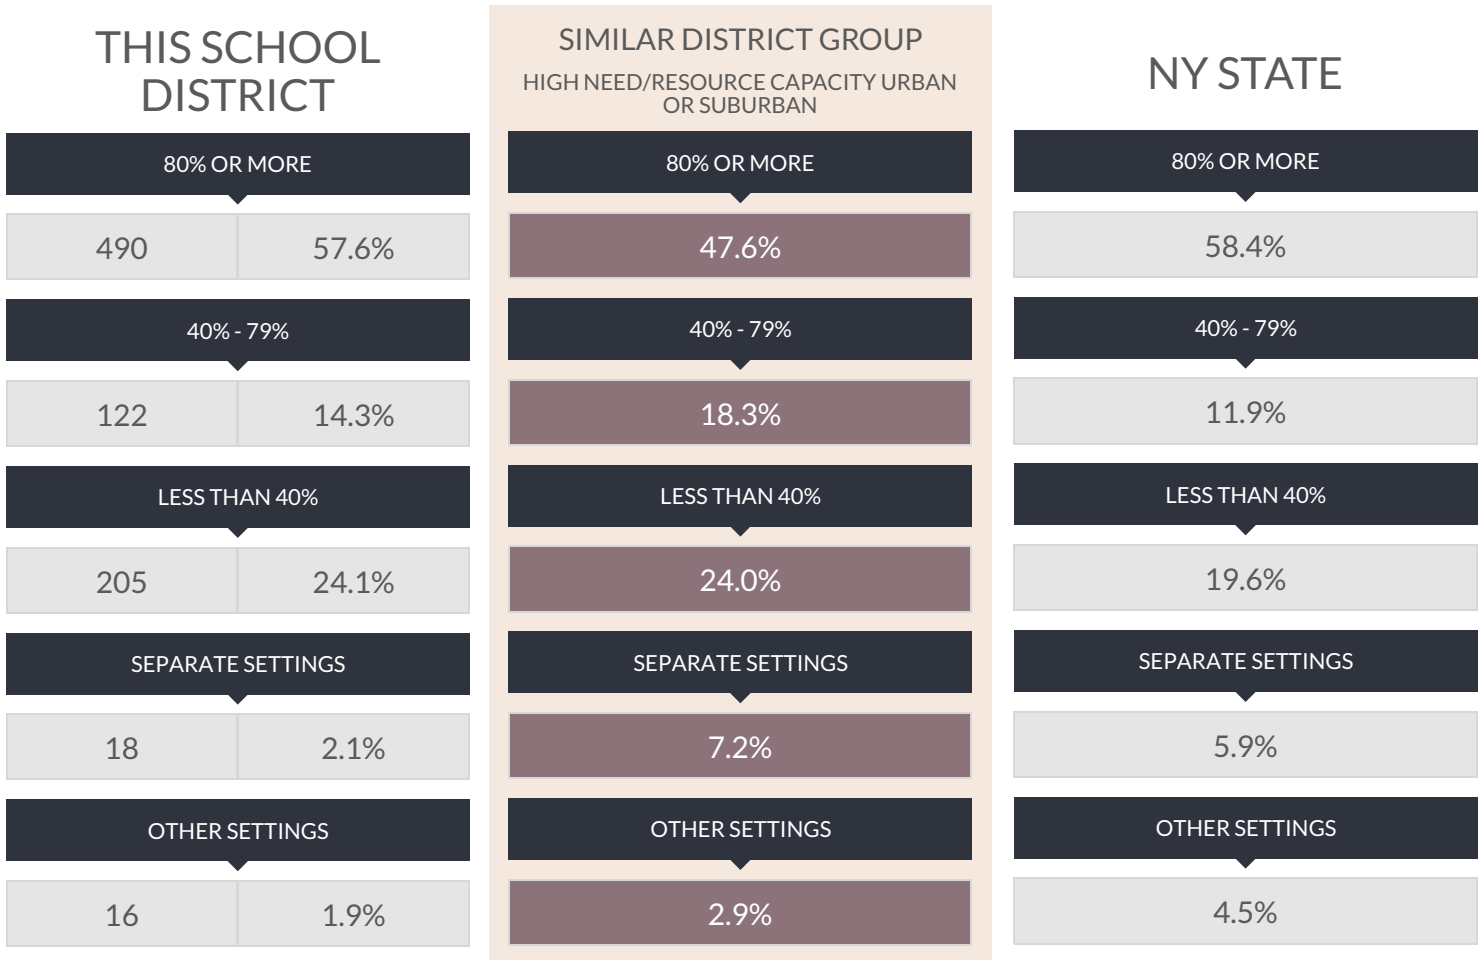 THIS SCHOOL
DISTRICT
80% OR MORE
490 57.6%
40% - 79%
122 14.3%
LESS THAN 40%
205 24.1%
SEPARATE SETTINGS
18 2.1%
OTHER SETTINGS
16 1.9%
SIMILAR DISTRICT GROUP
HIGH NEED/RESOURCE CAPACITY URBAN
OR SUBURBAN
80% OR MORE
47.6%
40% - 79%
18.3%
LESS THAN 40%
24.0%
SEPARATE SETTINGS
7.2%
OTHER SETTINGS
2.9%
NY STATE
80% OR MORE
58.4%
40% - 79%
11.9%
LESS THAN 40%
19.6%
SEPARATE SETTINGS
5.9%
OTHER SETTINGS
4.5%